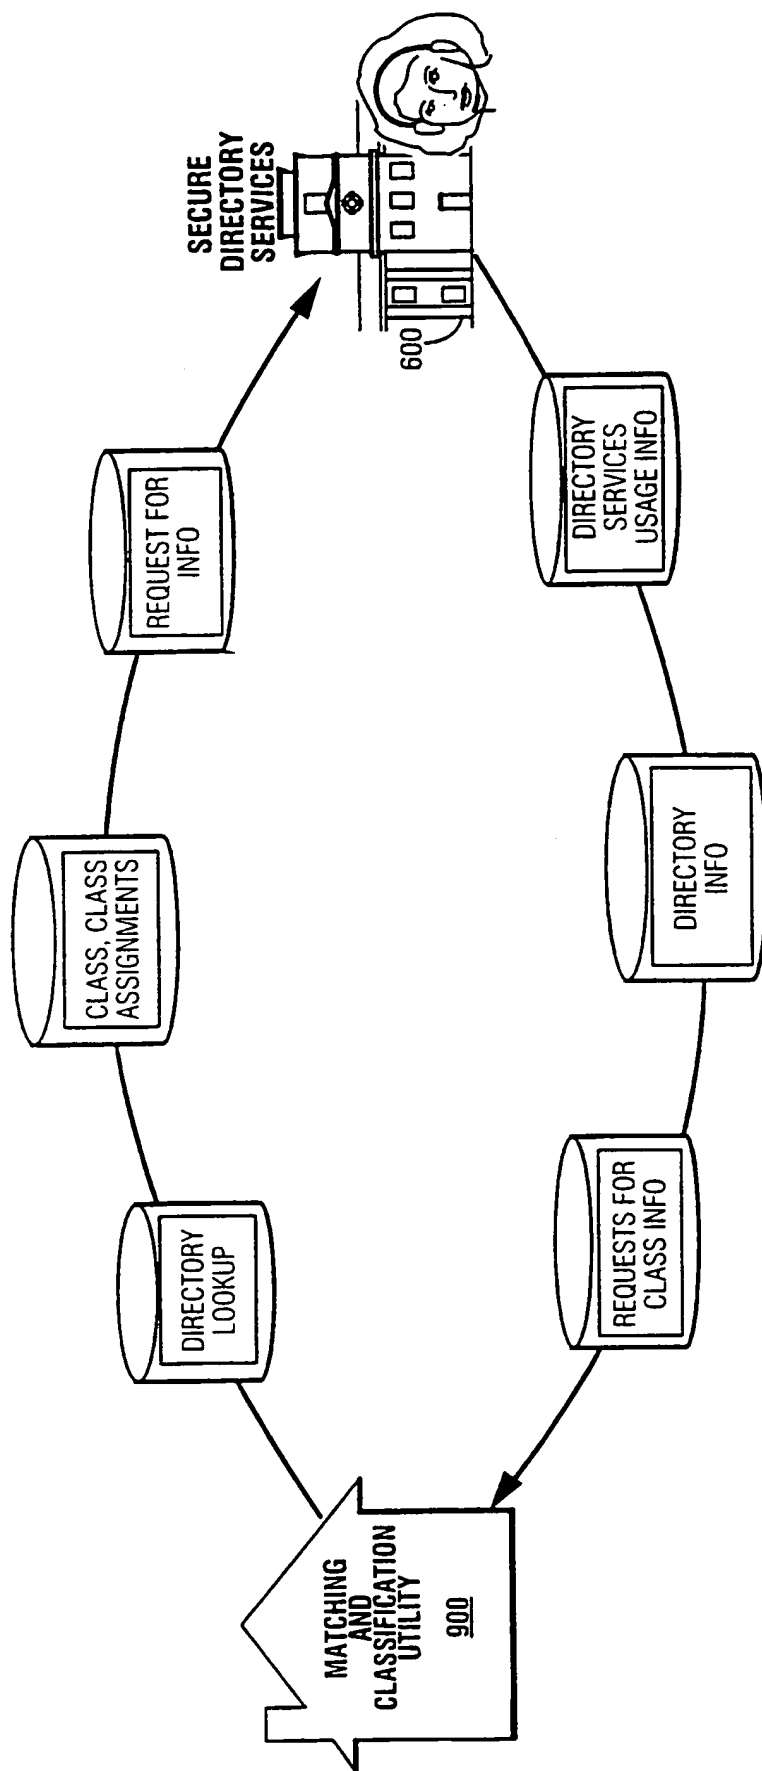 SECURE
DIRECTORY
SERVICES
600
REQUEST FOR
INFO
CLASS, CLASS
ASSIGNMENTS
DIRECTORY
LOOKUP
MATCHING
AND
CLASSIFICATION
UTILITY
900
REQUESTS FOR
CLASS INFO
DIRECTORY
INFO
DIRECTORY
SERVICES
USAGE INFO